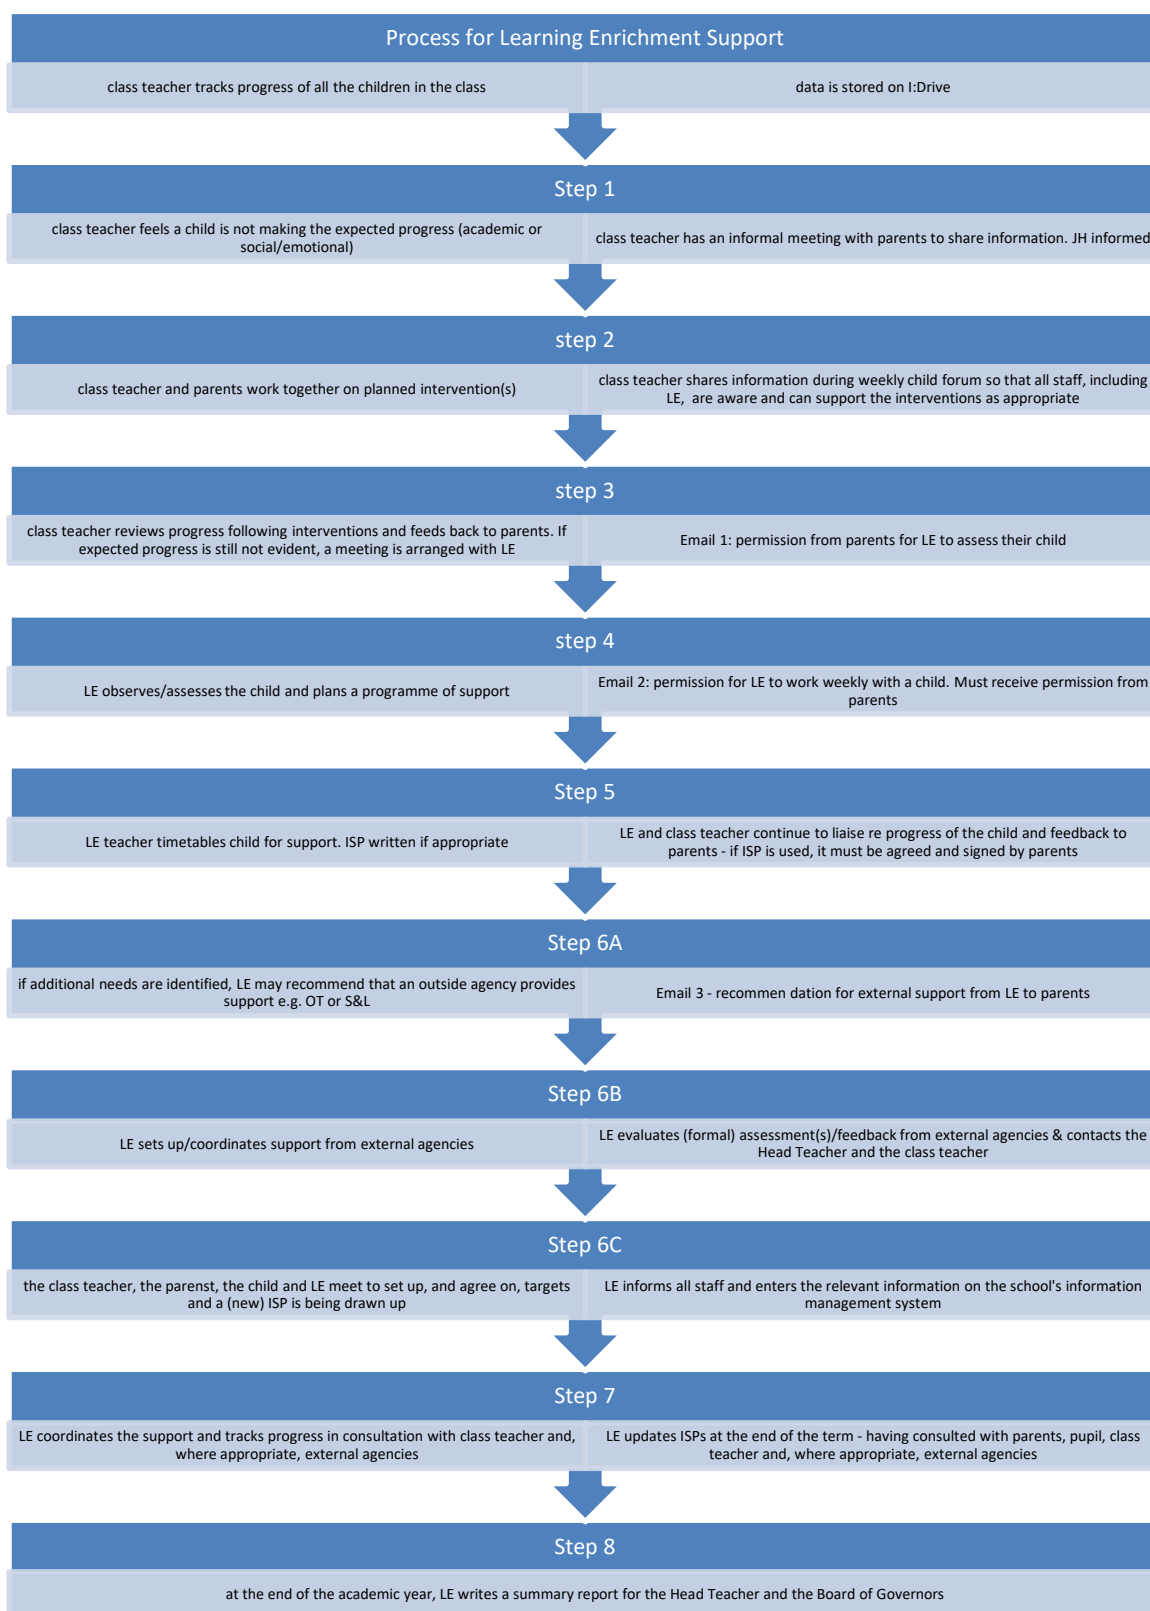 Process for Learning Enrichment Support
class teacher tracks progress of all the children in the class
data is stored on I:Drive
Step 1
class teacher feels a child is not making the expected progress (academic or
social/emotional)
class teacher has an informal meeting with parents to share information. JH informed
step 2
class teacher and parents work together on planned intervention(s)
class teacher shares information during weekly child forum so that all staff, including
LE, are aware and can support the interventions as appropriate
step 3
class teacher reviews progress following interventions and feeds back to parents. If
expected progress is still not evident, a meeting is arranged with LE
Email 1: permission from parents for LE to assess their child
step 4
LE observes/assesses the child and plans a programme of support
Email 2: permission for LE to work weekly with a child. Must receive permission from
parents
Step 5
LE teacher timetables child for support. ISP written if appropriate
LE and class teacher continue to liaise re progress of the child and feedback to
parents - if ISP is used, it must be agreed and signed by parents
Step 6A
if additional needs are identified, LE may recommend that an outside agency provides
support e.g. OT or S&L
Email 3 - recommen dation for external support from LE to parents
Step 6B
LE sets up/coordinates support from external agencies
LE evaluates (formal) assessment(s)/feedback from external agencies & contacts the
Head Teacher and the class teacher
Step 6C
the class teacher, the parenst, the child and LE meet to set up, and agree on, targets
and a (new) ISP is being drawn up
LE informs all staff and enters the relevant information on the school's information
management system
Step 7
LE coordinates the support and tracks progress in consultation with class teacher and,
where appropriate, external agencies
LE updates ISPs at the end of the term - having consulted with parents, pupil, class
teacher and, where appropriate, external agencies
Step 8
at the end of the academic year, LE writes a summary report for the Head Teacher and the Board of Governors